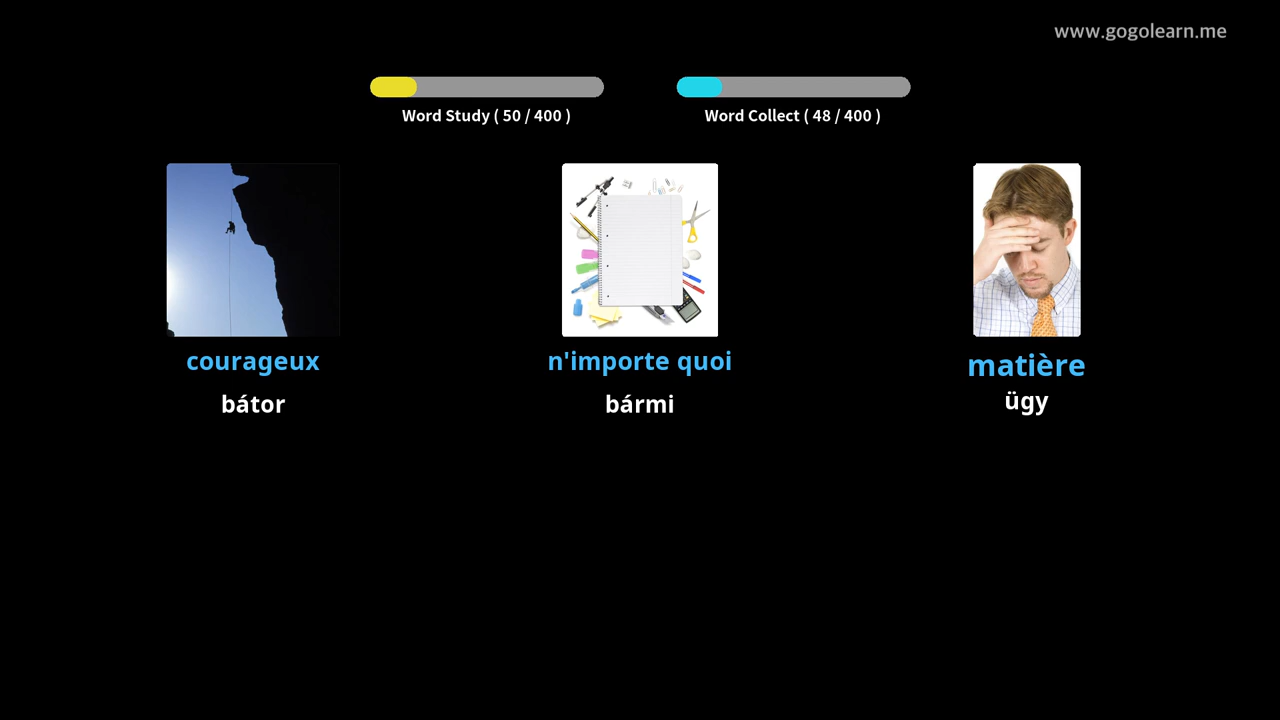 www.gogolearn.me
Word Study ( 50 / 400 )
Word Collect ( 48 / 400 )
courageux
bátor
n'importe quoi
bármi
matière
ügy